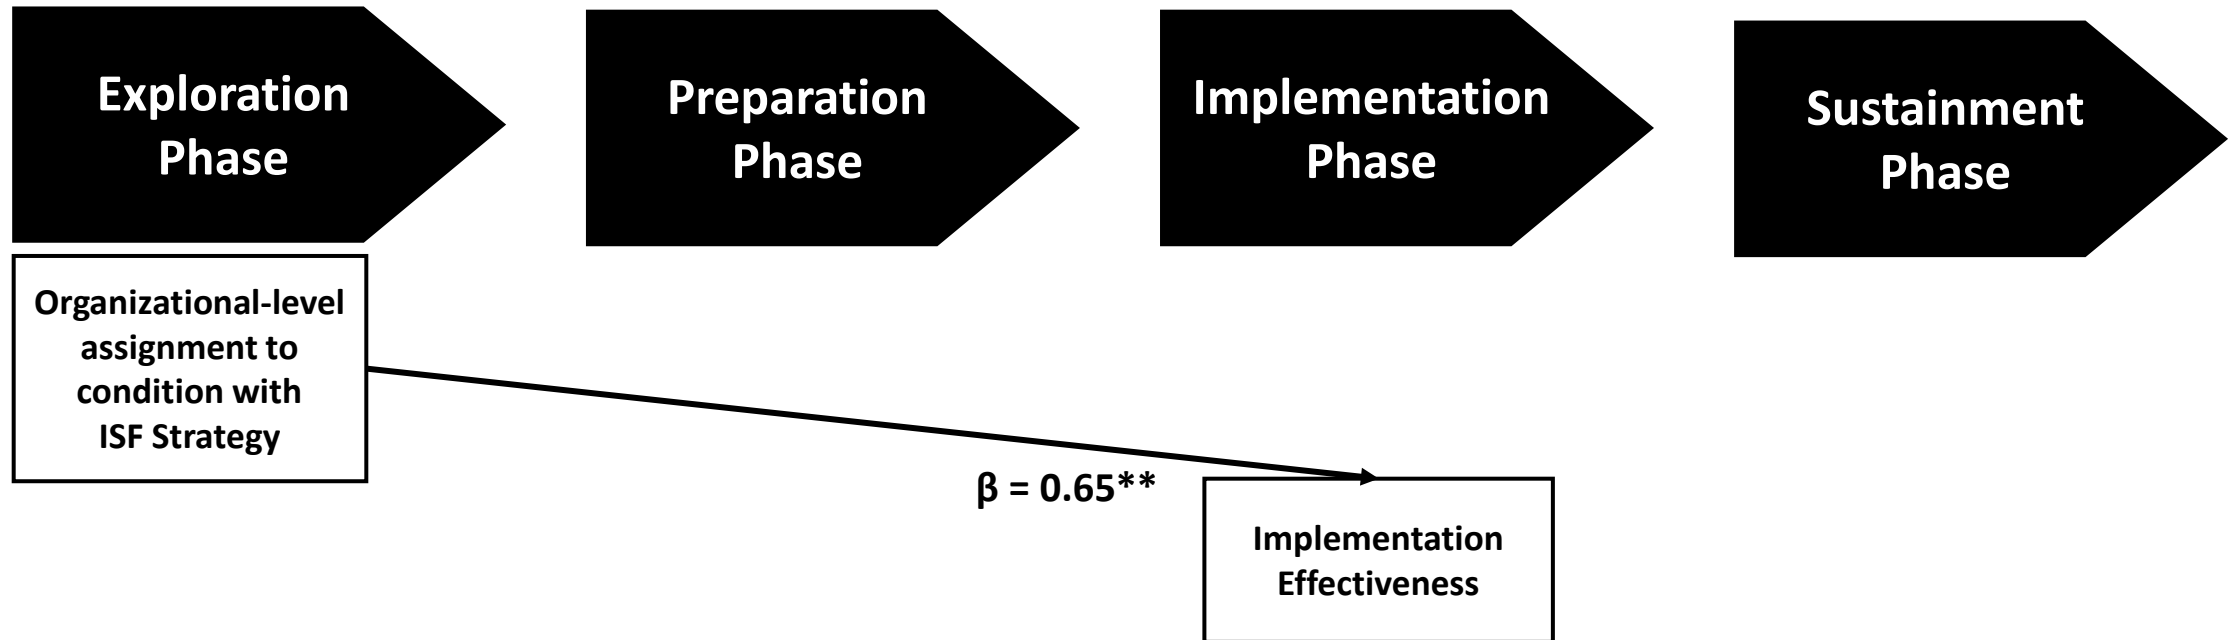 Exploration
Phase
Preparation
Phase
Implementation
Phase
Sustainment
Phase
Organizational-level
assignment to
condition with
ISF Strategy
β = 0.65**
Implementation
Effectiveness